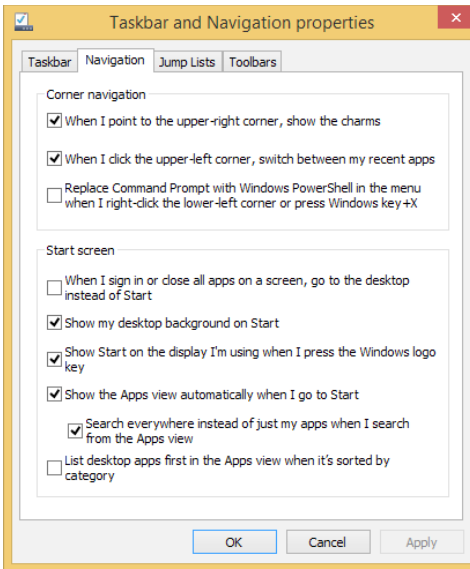 Taskbar and Navigation properties
Taskbar Navigation Jump Lists Toolbars
Corner navigation
When I point to the upper-right corner, show the charms
When I click the upper-left corner, switch between my recent apps
Replace Command Prompt with Windows PowerShell in the menu
when I right-click the lower-left corner or press Windows key+X
Start screen
When I sign in or close all apps on a screen, go to the desktop
instead of Start
Show my desktop background on Start
Show Start on the display I'm using when I press the Windows logo
key
Show the Apps view automatically when I go to Start
Search everywhere instead of just my apps when I search
from the Apps view
List desktop apps first in the Apps view when it's sorted by
category
OK Cancel Apply